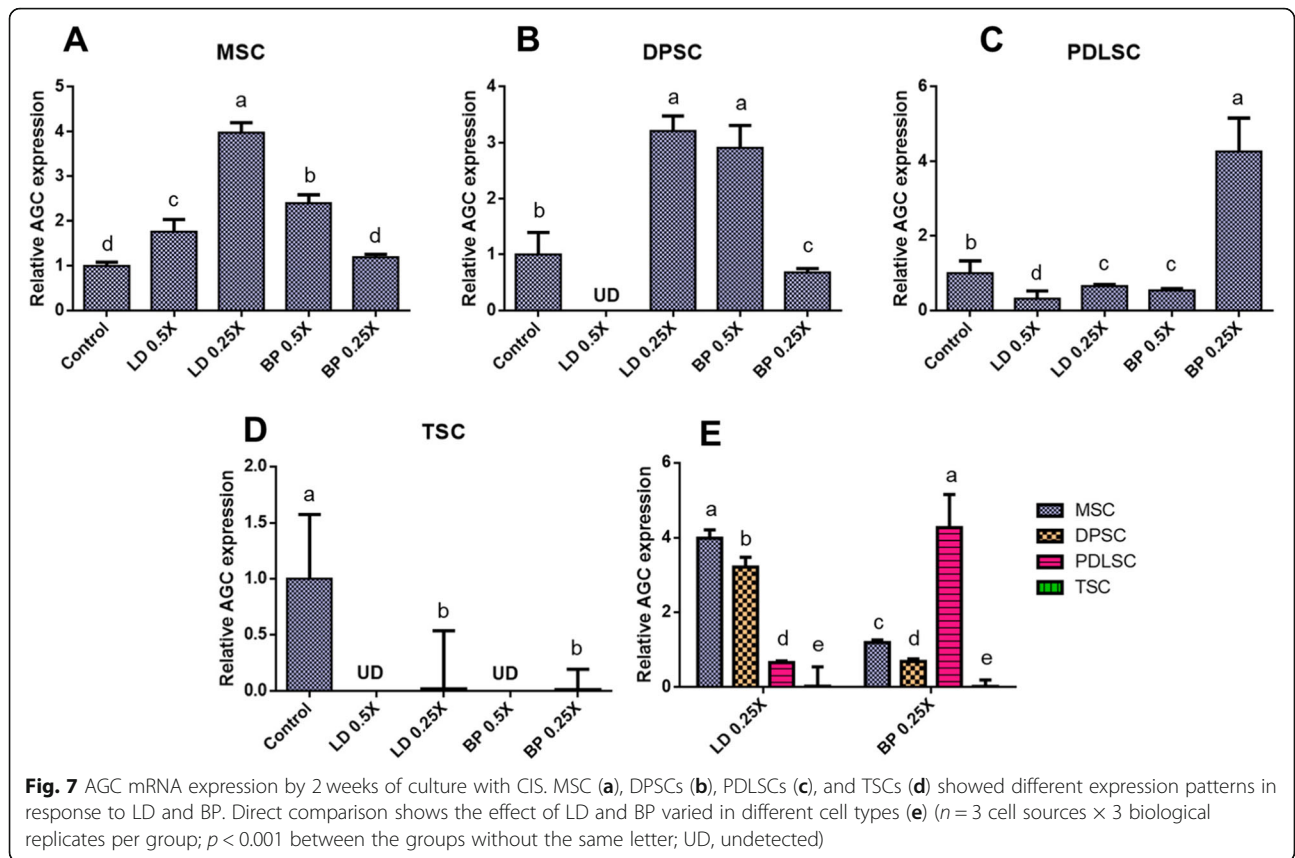 A
MSC
Relative AGC expression
5
4
3
2
1
0
d
c
a
b
d
Control
LD 0.5X
LD 0.25X
BP 0.5X
BP 0.25X
B
DPSC
Relative AGC expression
4
3
2
1
0
b
UD
a
a
c
Control
LD 0.5X
LD 0.25X
BP 0.5X
BP 0.25X
C
PDLSC
Relative AGC expression
6
4
2
0
b
d
c
c
a
Control
LD 0.5X
LD 0.25X
BP 0.5X
BP 0.25X
D
TSC
Relative AGC expression
2.0
1.5
1.0
0.5
0.0
a
UD
b
UD
b
Control
LD 0.5X
LD 0.25X
BP 0.5X
BP 0.25X
E
Relative AGC expression
6
4
2
0
a
b
d
e
c
d
a
e
LD 0.25X
BP 0.25X
MSC
DPSC
PDLSC
TSC
Fig. 7 AGC mRNA expression by 2 weeks of culture with CIS. MSC (a), DPSCs (b), PDLSCs (c), and TSCs (d) showed different expression patterns in
response to LD and BP. Direct comparison shows the effect of LD and BP varied in different cell types (e) (n = 3 cell sources × 3 biological
replicates per group; p < 0.001 between the groups without the same letter; UD, undetected)